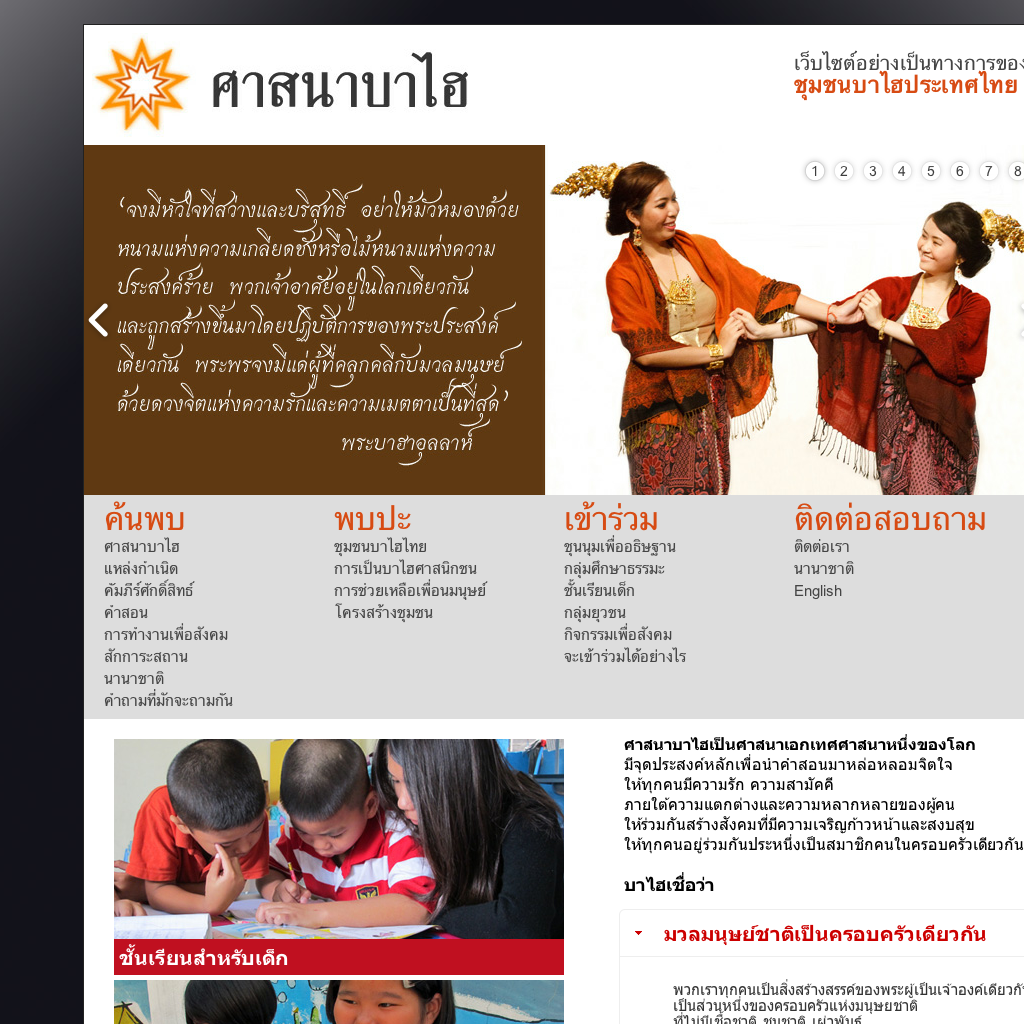 ศาสนาบาไฮ
เว็บไซต์อย่างเป็นทางการของ
ชุมชนบาไฮประเทศไทย
1 2 3 4 5 6 7 8
‘จงมีหัวใจที่สว่างและบริสุทธิ์ อย่าให้มัวหมองด้วย
หนามแห่งความเกลียดชังหรือไม้หนามแห่งความ
ประสงค์ร้าย พวกเจ้าอาศัยอยู่ในโลกเดียวกัน
และถูกสร้างขึ้นมาโดยปฏิบัติการของพระประสงค์
เดียวกัน พระพรจงมีแด่ผู้ที่คลุกคลีกับมวลมนุษย์
ด้วยดวงจิตแห่งความรักและความเมตตาเป็นที่สุด’
พระบาฮาอุลลาห์
ค้นพบ
ศาสนาบาไฮ
แหล่งกำเนิด
คัมภีร์ศักดิ์สิทธ์
คำสอน
การทำงานเพื่อสังคม
สักการะสถาน
นานาชาติ
คำถามที่มักจะถามกัน
พบปะ
ชุมชนบาไฮไทย
การเป็นบาไฮศาสนิกชน
การช่วยเหลือเพื่อนมนุษย์
โครงสร้างชุมชน
เข้าร่วม
ชุนนุมเพื่ออธิษฐาน
กลุ่มศึกษาธรรมะ
ชั้นเรียนเด็ก
กลุ่มยุวชน
กิจกรรมเพื่อสังคม
จะเข้าร่วมได้อย่างไร
ติดต่อสอบถาม
ติดต่อเรา
นานาชาติ
English
ชั้นเรียนสำหรับเด็ก
ศาสนาบาไฮเป็นศาสนาเอกเทศศาสนาหนึ่งของโลก
มีจุดประสงค์หลักเพื่อนำคำสอนมาหล่อหลอมจิตใจ
ให้ทุกคนมีความรัก ความสามัคคี
ภายใต้ความแตกต่างและความหลากหลายของผู้คน
ให้ร่วมกันสร้างสังคมที่มีความเจริญก้าวหน้าและสงบสุข
ให้ทุกคนอยู่ร่วมกันประหนึ่งเป็นสมาชิกคนในครอบครัวเดียวกัน
บาไฮเชื่อว่า
มวลมนุษย์ชาติเป็นครอบครัวเดียวกัน
พวกเราทุกคนเป็นสิ่งสร้างสรรค์ของพระผู้เป็นเจ้าองค์เดียวกัน
เป็นส่วนหนึ่งของครอบครัวแห่งมนุษยชาติ
ที่ไม่มีเชื้อชาติ ชนชาติ เผ่าพันธุ์